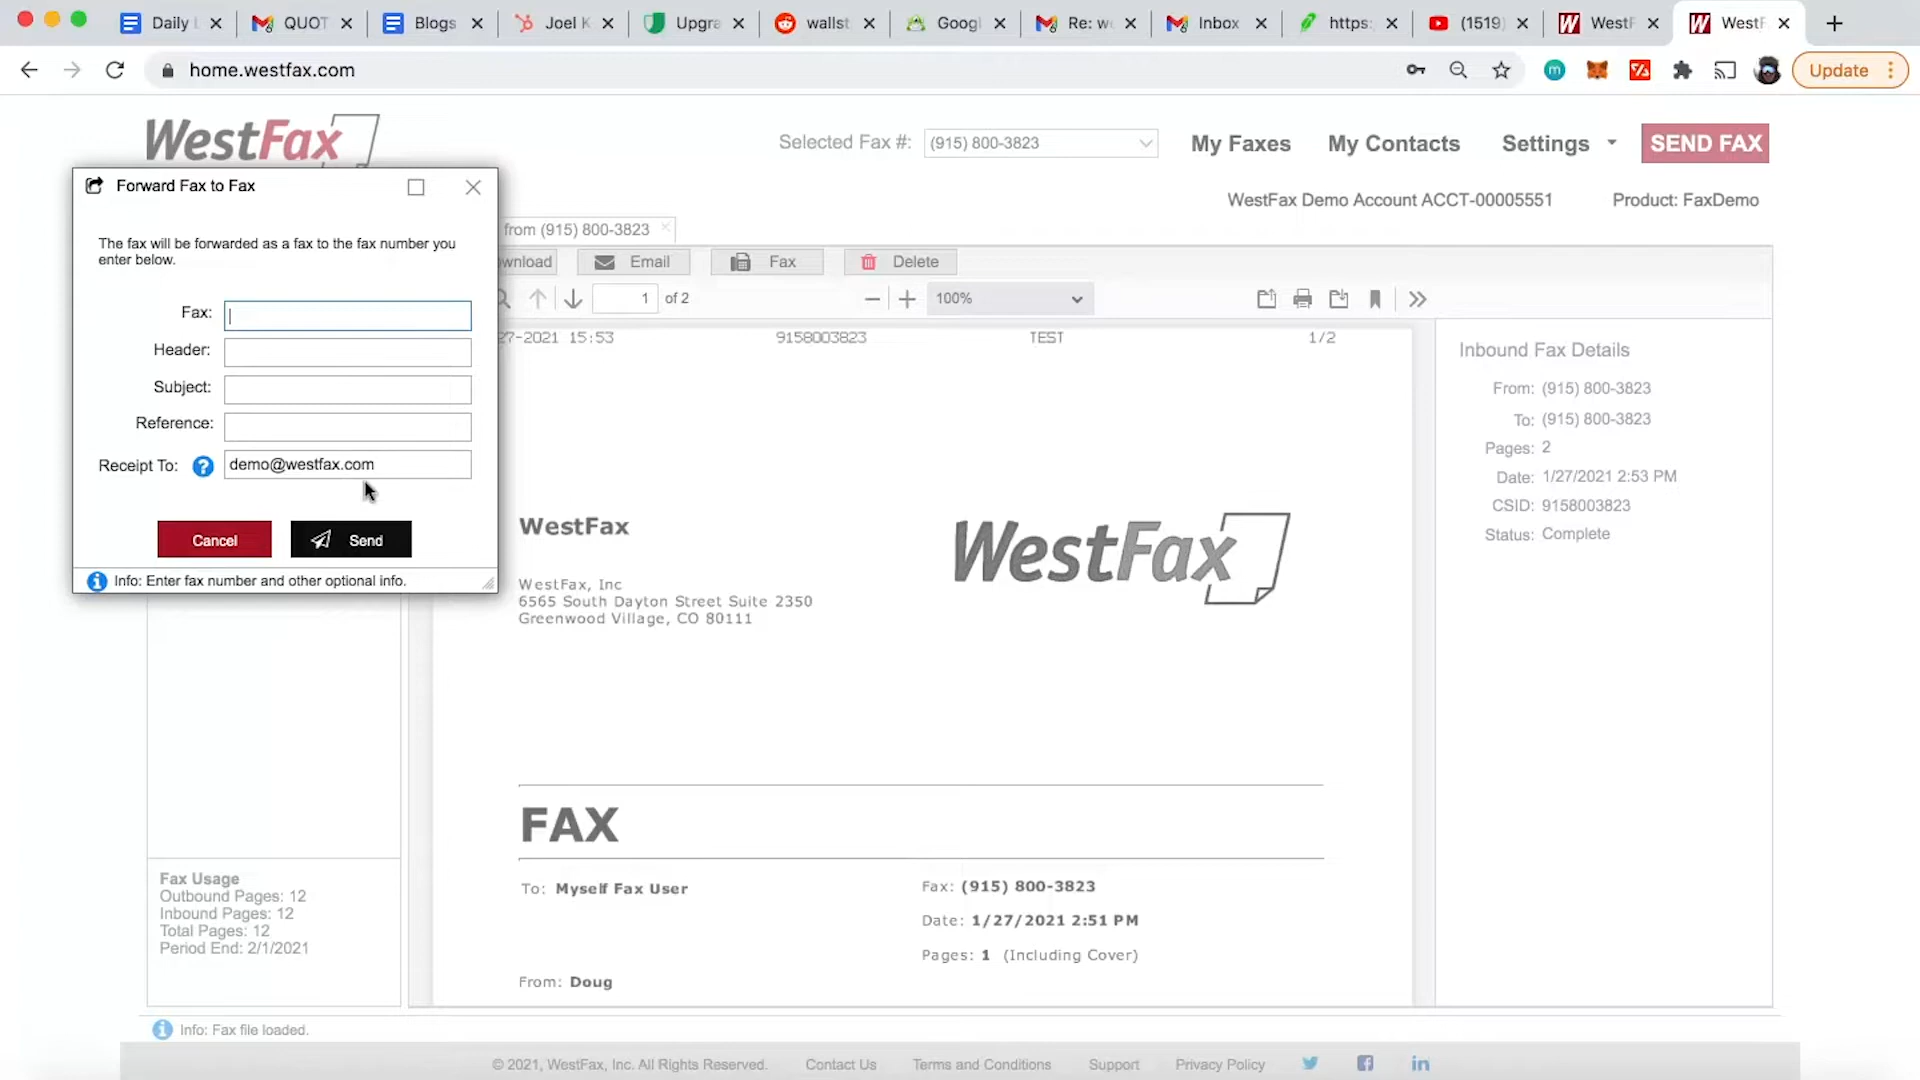 Daily L
QUOT
Blogs
Joel K
Upgra
wallst
Googl
Re: we
Inbox
https:
(1519)
WestF
WestF
home.westfax.com
Update
WestFax
Selected Fax #:
(915) 800-3823
My Faxes
My Contacts
Settings
SEND FAX
WestFax Demo Account ACCT-00005551
Product: FaxDemo
Forward Fax to Fax
The fax will be forwarded as a fax to the fax number you
enter below.
Fax:
Header:
Subject:
Reference:
Receipt To:
demo@westfax.com
Cancel
Send
Info: Enter fax number and other optional info.
from (915) 800-3823
wnload
Email
Fax
Delete
1 of 2
100%
27-2021 15:53
9158003823
TEST
1/2
WestFax
WestFax, Inc
6565 South Dayton Street Suite 2350
Greenwood Village, CO 80111
WestFax
FAX
To: Myself Fax User
Fax: (915) 800-3823
Date: 1/27/2021 2:51 PM
Pages: 1 (Including Cover)
From: Doug
Inbound Fax Details
From: (915) 800-3823
To: (915) 800-3823
Pages: 2
Date: 1/27/2021 2:53 PM
CSID: 9158003823
Status: Complete
Fax Usage
Outbound Pages: 12
Inbound Pages: 12
Total Pages: 12
Period End: 2/1/2021
Info: Fax file loaded.
© 2021, WestFax, Inc. All Rights Reserved.
Contact Us
Terms and Conditions
Support
Privacy Policy